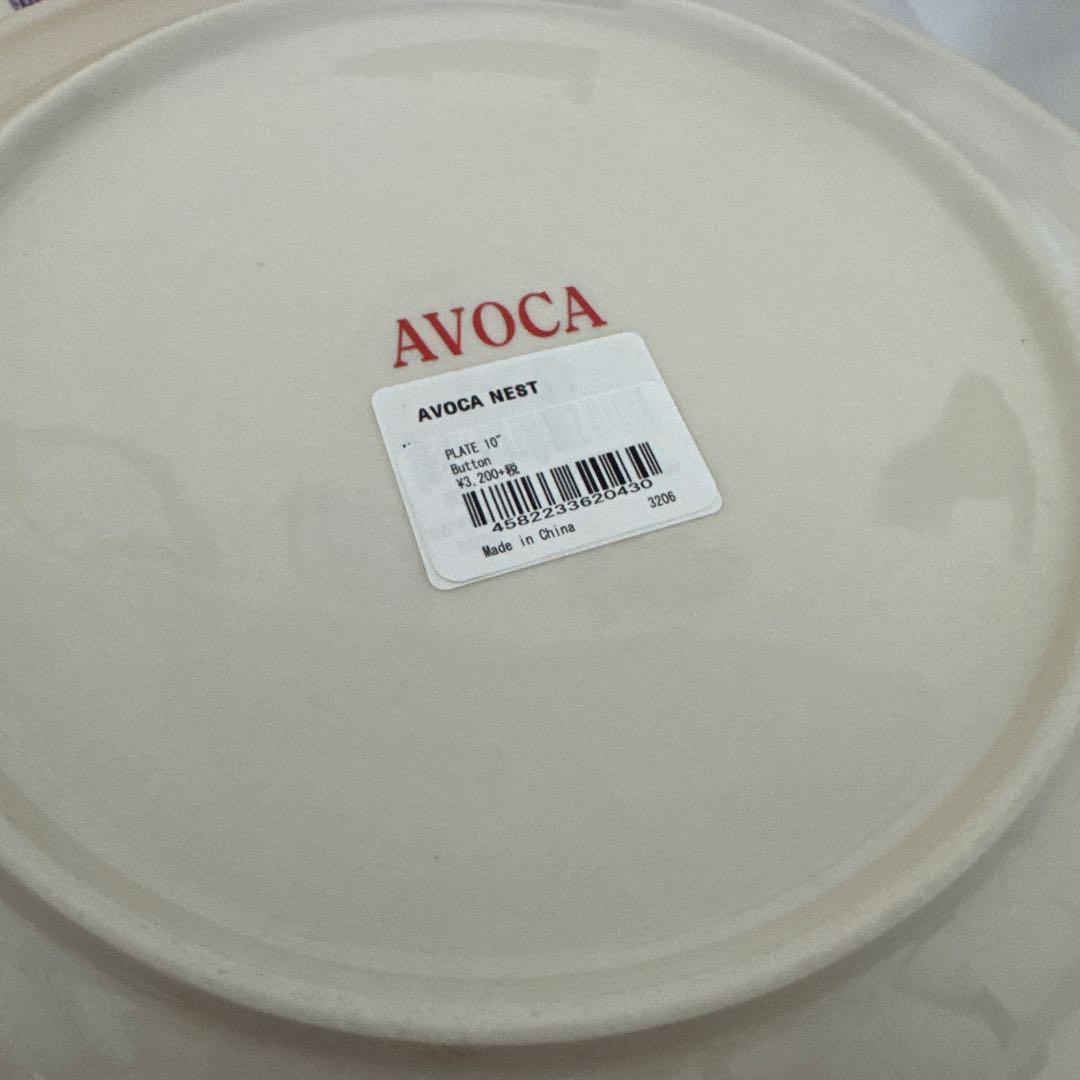 AVOCA
AVOCA NEST
PLATE 10"
Button
¥3,200+税
4582233620430
3206
Made in China